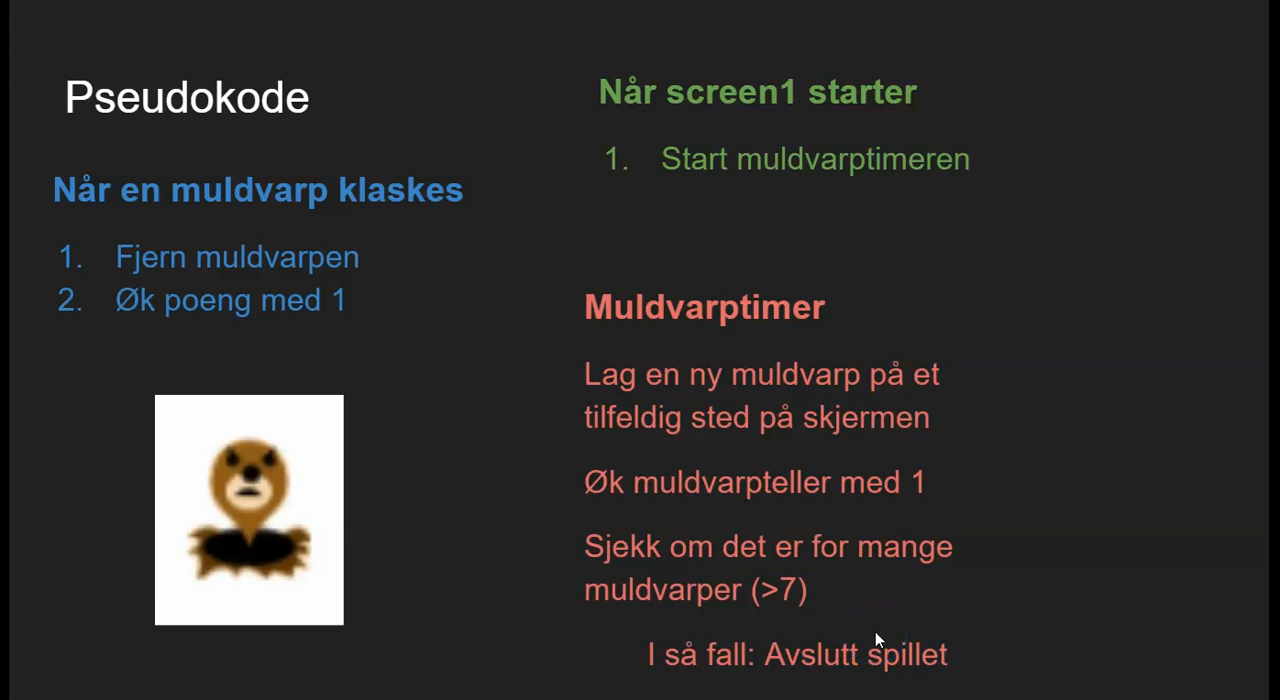 Pseudokode
Når en muldvarp klaskes
1. Fjern muldvarpen
2. Øk poeng med 1
Når screen1 starter
1. Start muldvarptimeren
Muldvarptimer
Lag en ny muldvarp på et
tilfeldig sted på skjermen
Øk muldvarpteller med 1
Sjekk om det er for mange
muldvarper (>7)
I så fall: Avslutt spillet